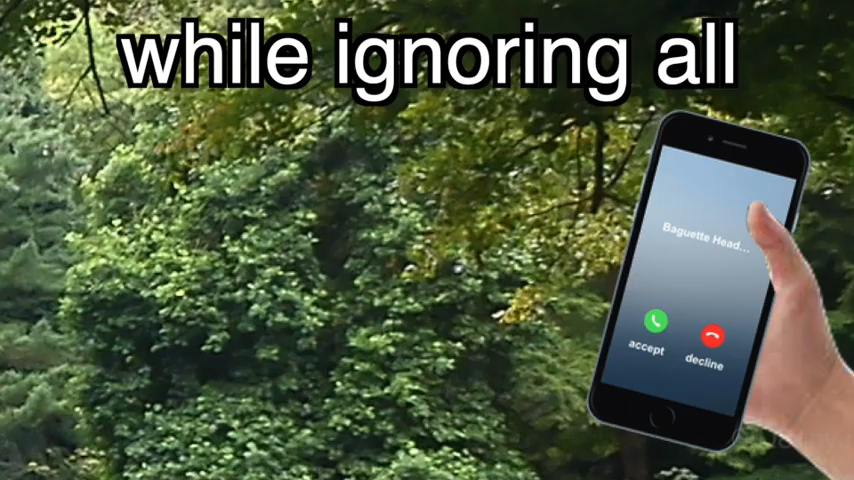 while ignoring all
Baguette Head...
accept
decline